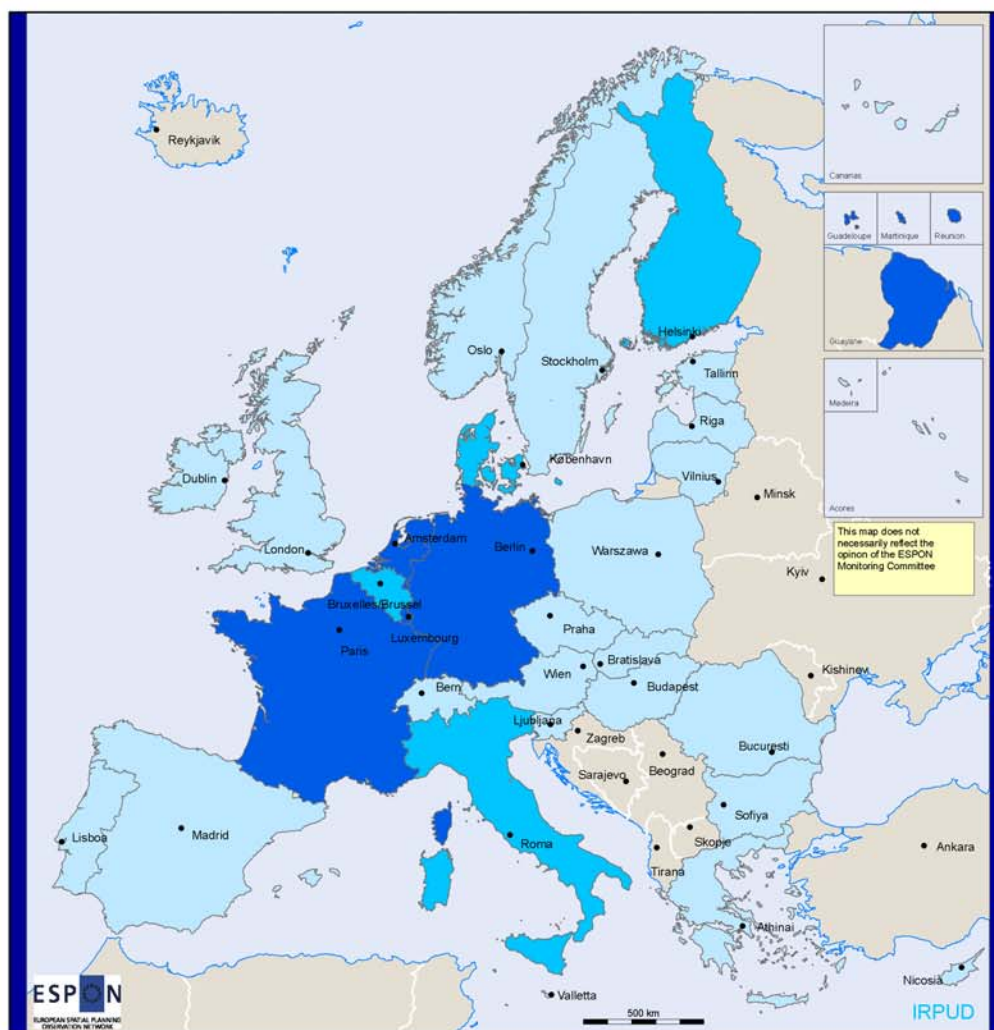 Reykjavik
Canarias
Guadeloupe
Martinique
Reunion
Guayane
Helsinki
Oslo
Stockholm
Tallinn
Madeira
Riga
København
Dublin
Vilnius
Minsk
Acores
This map does not
necessarily reflect the
opinon of the ESPON
Monitoring Committee
London
Amsterdam
Berlin
Warszawa
Kyiv
Bruxelles/Brussel
Luxembourg
Praha
Paris
Bratislava
Wien
Kishinev
Bern
Budapest
Ljubljana
Zagreb
Bucuresti
Sarajevo
Beograd
Sofiya
Lisboa
Madrid
Skopje
Roma
Tirana
Ankara
Athinai
Nicosia
Valletta
ESPON
EUROPEAN SPATIAL PLANNING
OBSERVATION NETWORK
500 km
IRPUD